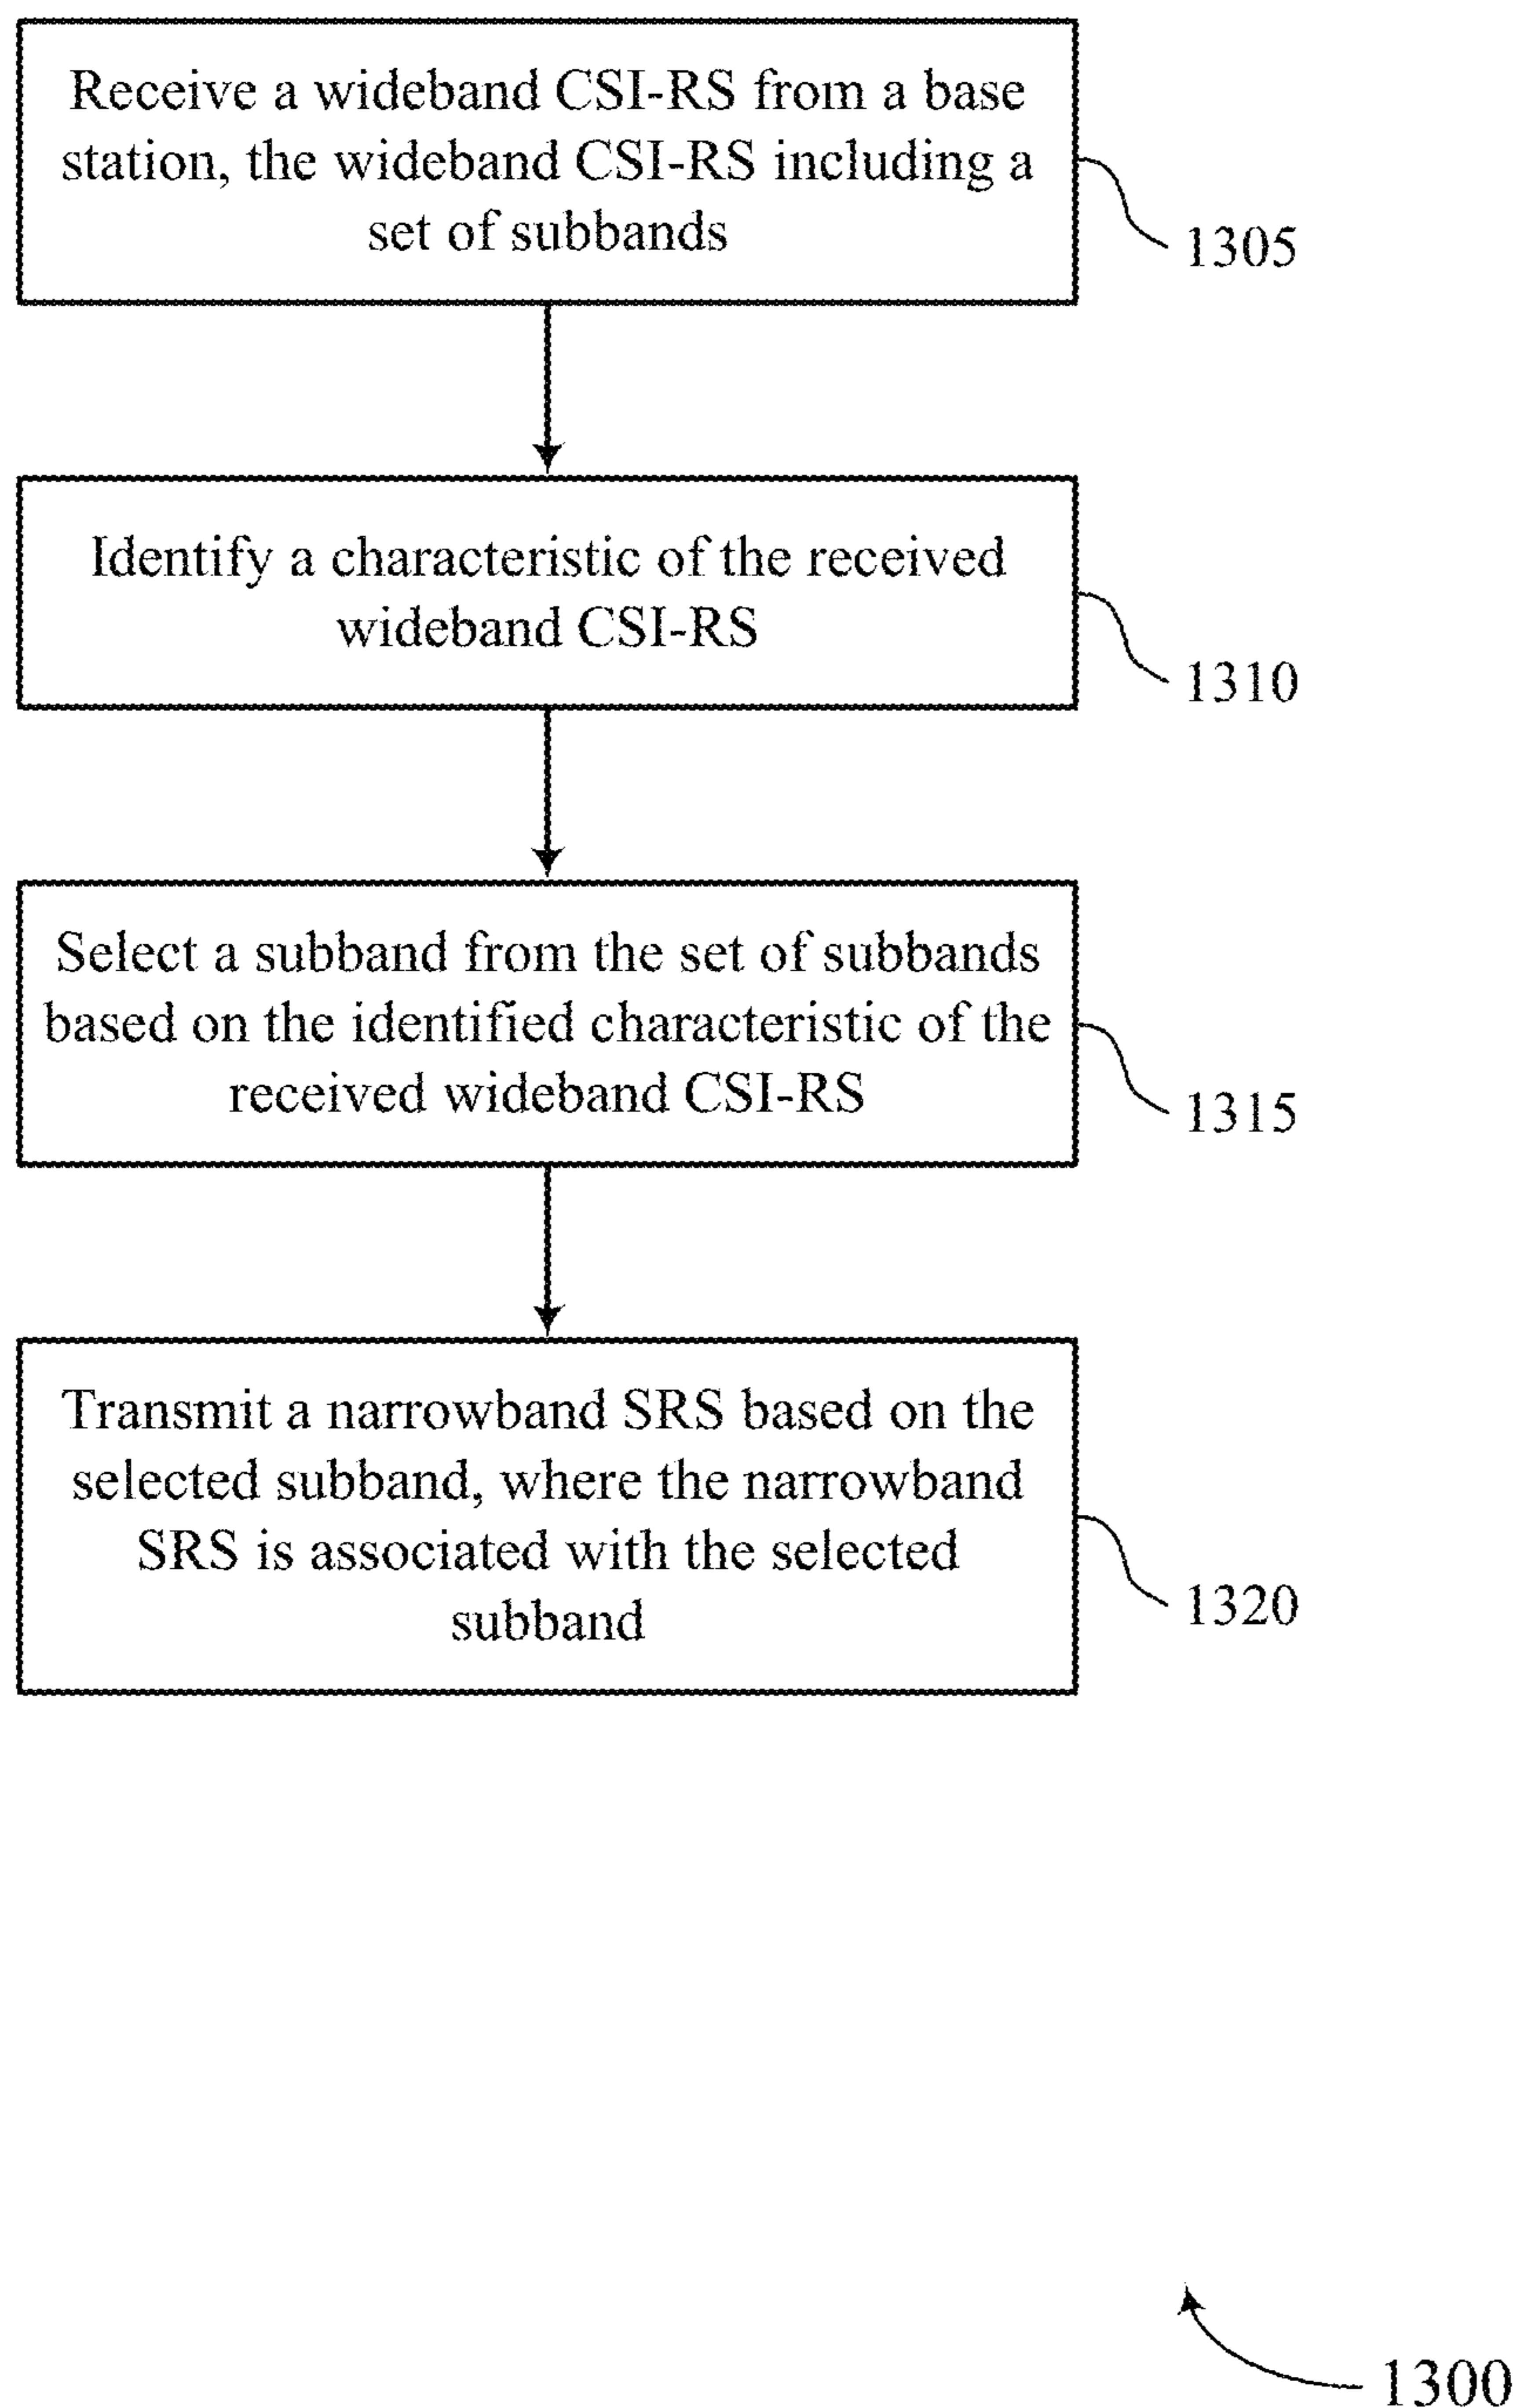 Receive a wideband CSI-RS from a base
station, the wideband CSI-RS including a
set of subbands
1305
Identify a characteristic of the received
wideband CSI-RS
1310
Select a subband from the set of subbands
based on the identified characteristic of the
received wideband CSI-RS
1315
Transmit a narrowband SRS based on the
selected subband, where the narrowband
SRS is associated with the selected
subband
1320
1300